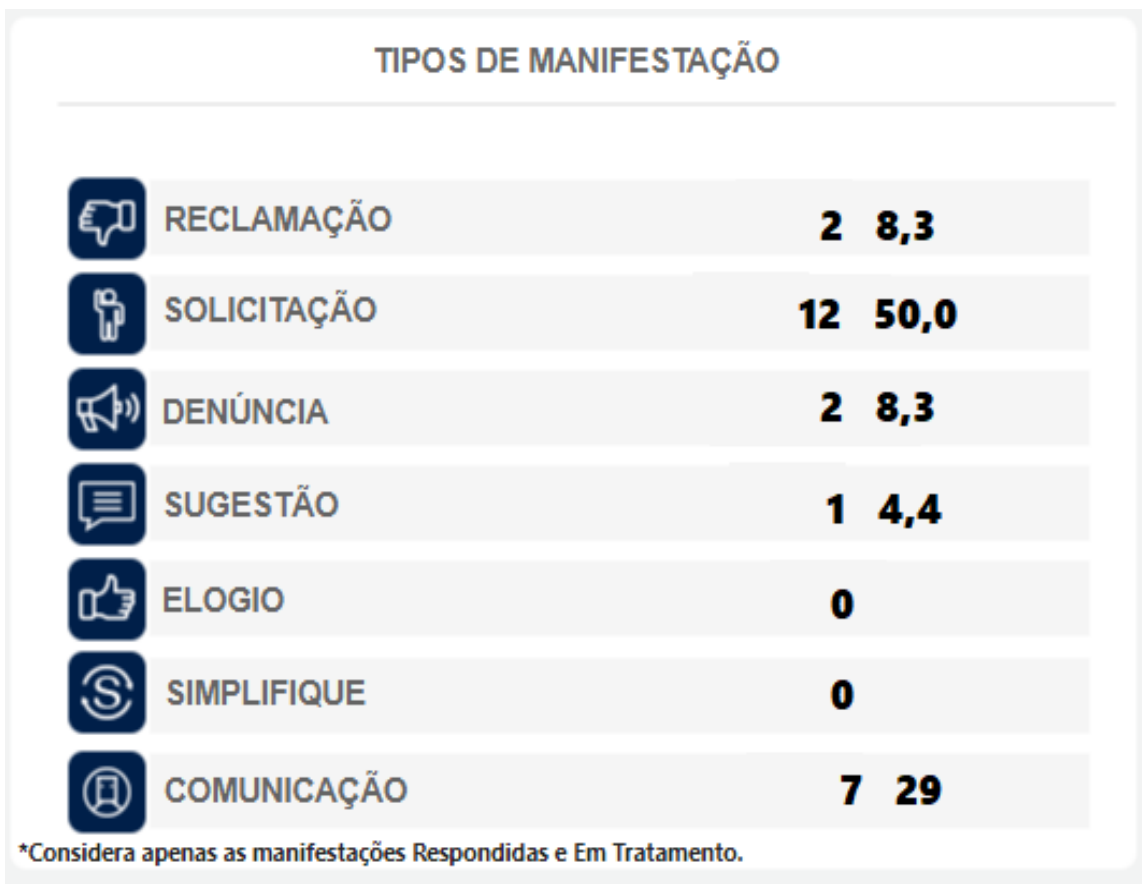 TIPOS DE MANIFESTAÇÃO
RECLAMAÇÃO 2 8,3
SOLICITAÇÃO 12 50,0
DENÚNCIA 2 8,3
SUGESTÃO 1 4,4
ELOGIO 0
SIMPLIFIQUE 0
COMUNICAÇÃO 7 29
*Considera apenas as manifestações Respondidas e Em Tratamento.